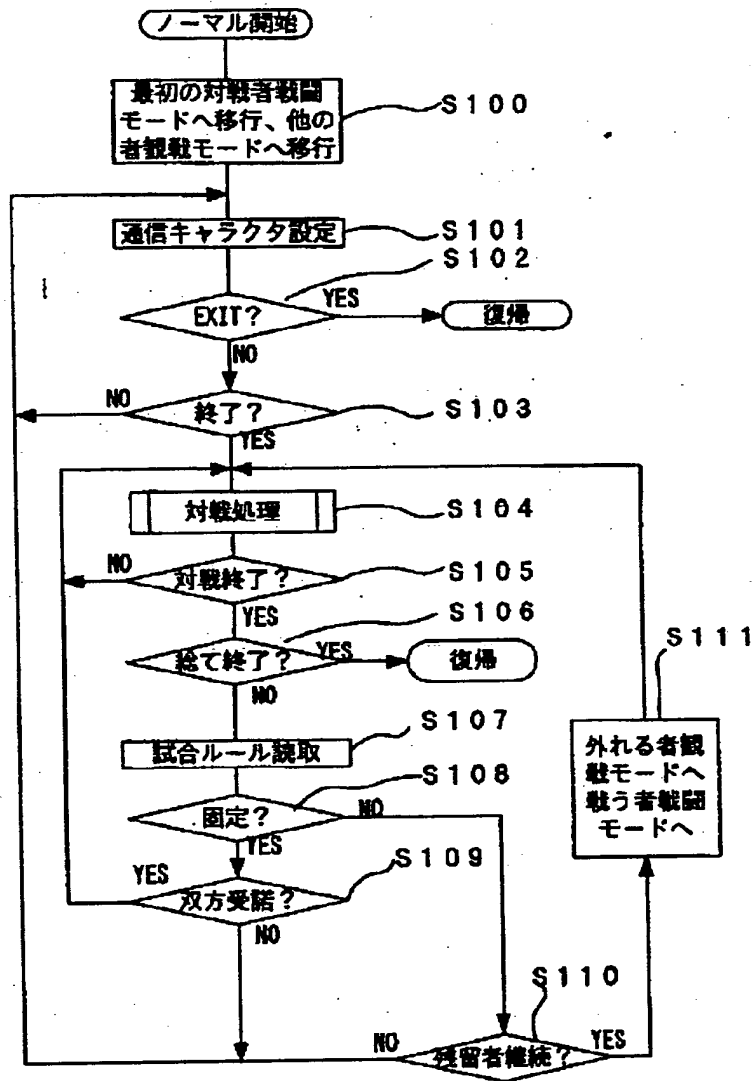 ノーマル開始
最初の対戦者戦闘
モードへ移行、他の
者観戦モードへ移行
S100
通信キャラクタ設定
S101
S102
EXIT?
YES
復帰
NO
NO
終了?
S103
YES
対戦処理
S104
NO
対戦終了?
S105
YES
S106
捻て終了?
YES
復帰
NO
S111
外れる者観
戦モードへ
戦う者戦闘
モードへ
試合ルール読取
S107
S108
固定?
NO
YES
S109
YES
双方受諾?
NO
S110
NO
残留者継続?
YES